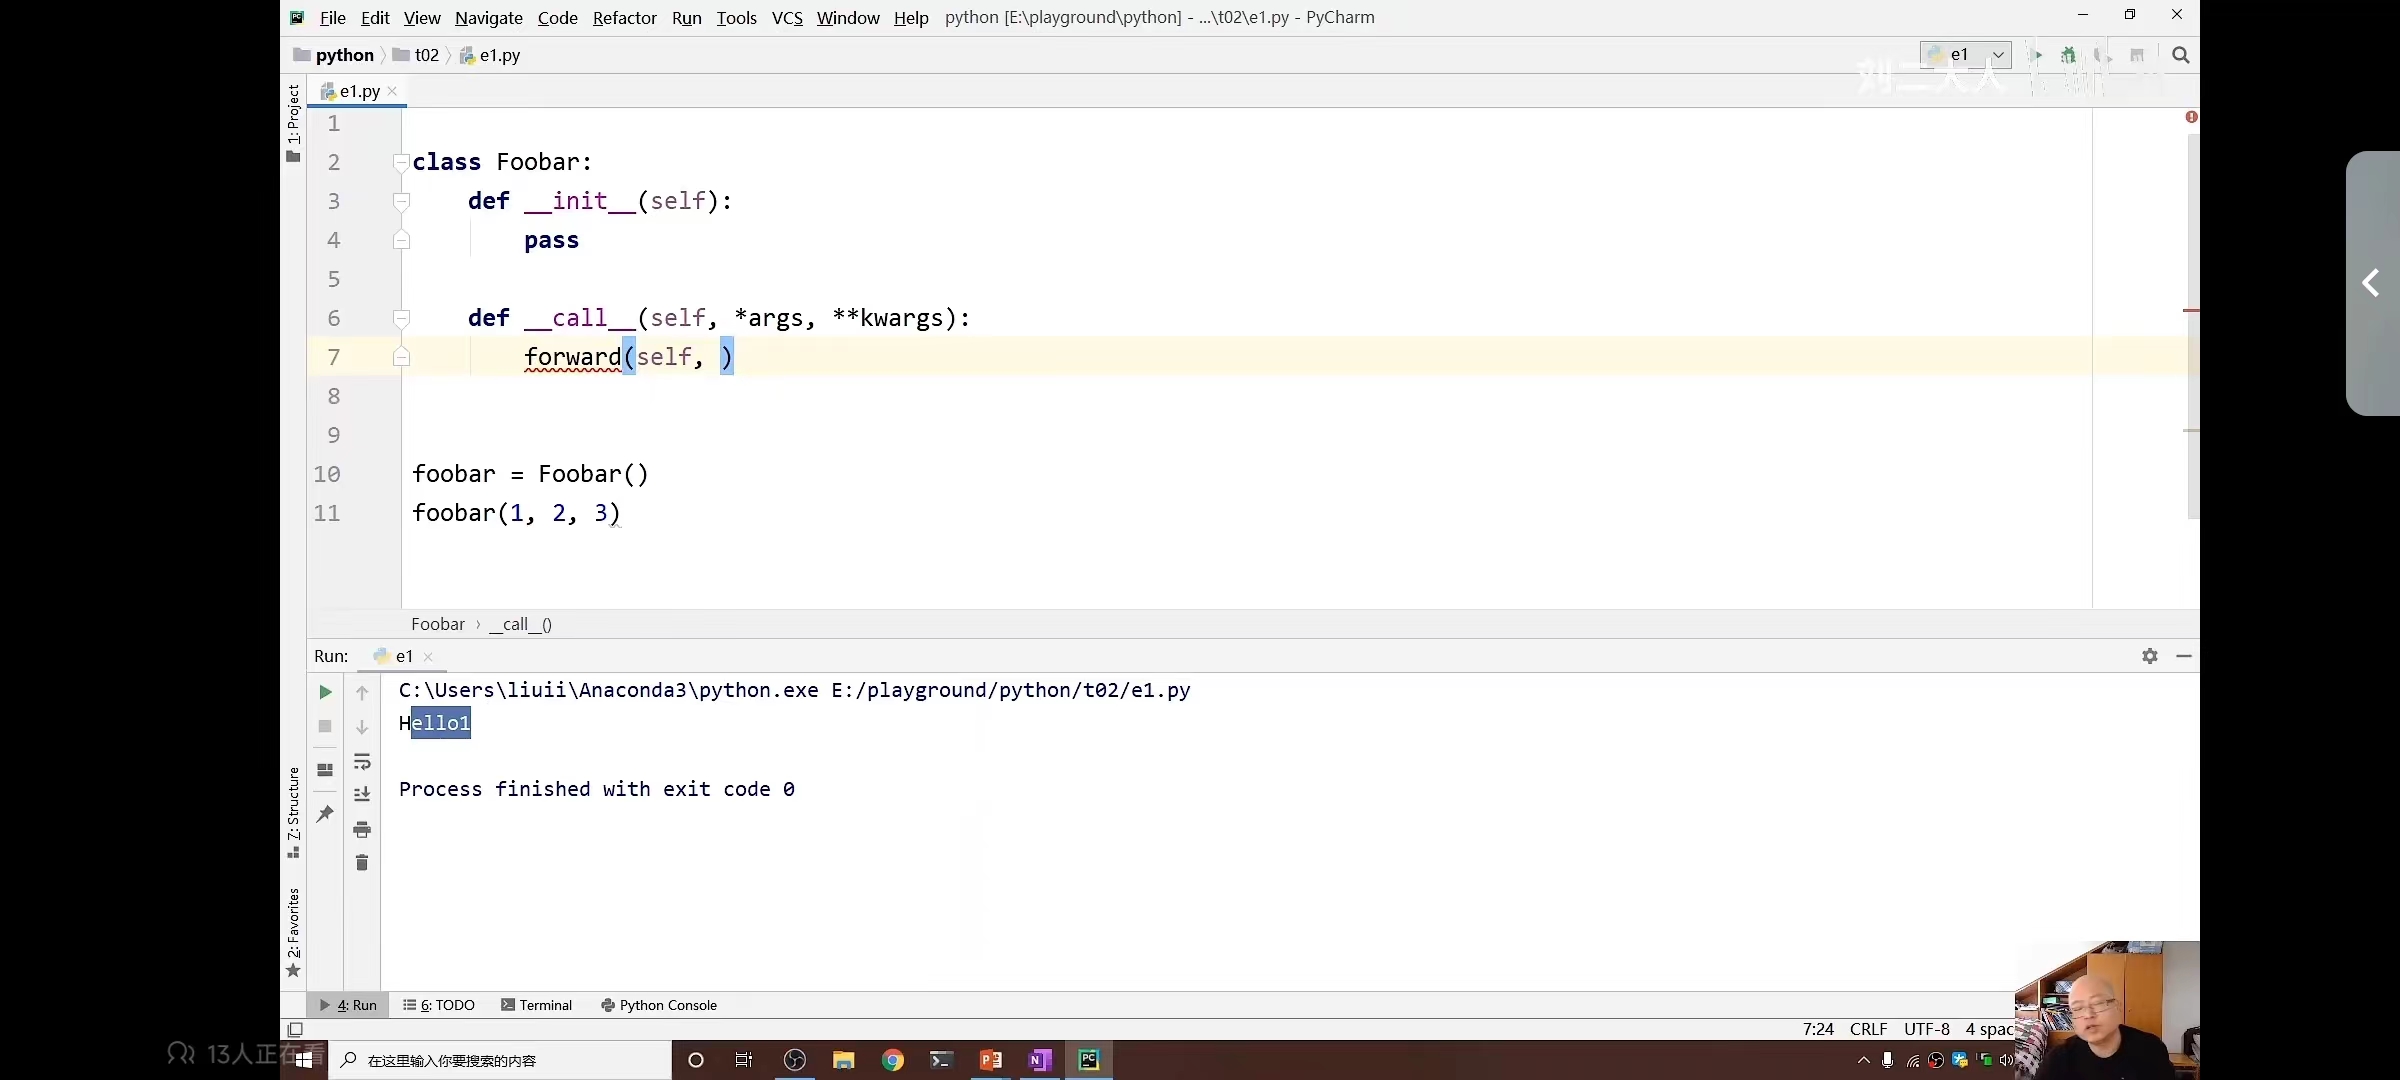 File Edit View Navigate Code Refactor Run Tools VCS Window Help python [E:\playground\python] - ...\t02\e1.py - PyCharm
python t02 e1.py
e1
刘二大人
e1.py
1: Project
1
2 class Foobar:
3 def __init__(self):
4 pass
5
6 def __call__(self, *args, **kwargs):
7 forward(self, )
8
9
10 foobar = Foobar()
11 foobar(1, 2, 3)
Foobar › __call__()
Run: e1
C:\Users\liuii\Anaconda3\python.exe E:/playground/python/t02/e1.py
Hello1
Process finished with exit code 0
7: Structure
2: Favorites
4: Run 6: TODO Terminal Python Console
7:24 CRLF UTF-8 4 spac
13人正在看
在这里输入你要搜索的内容